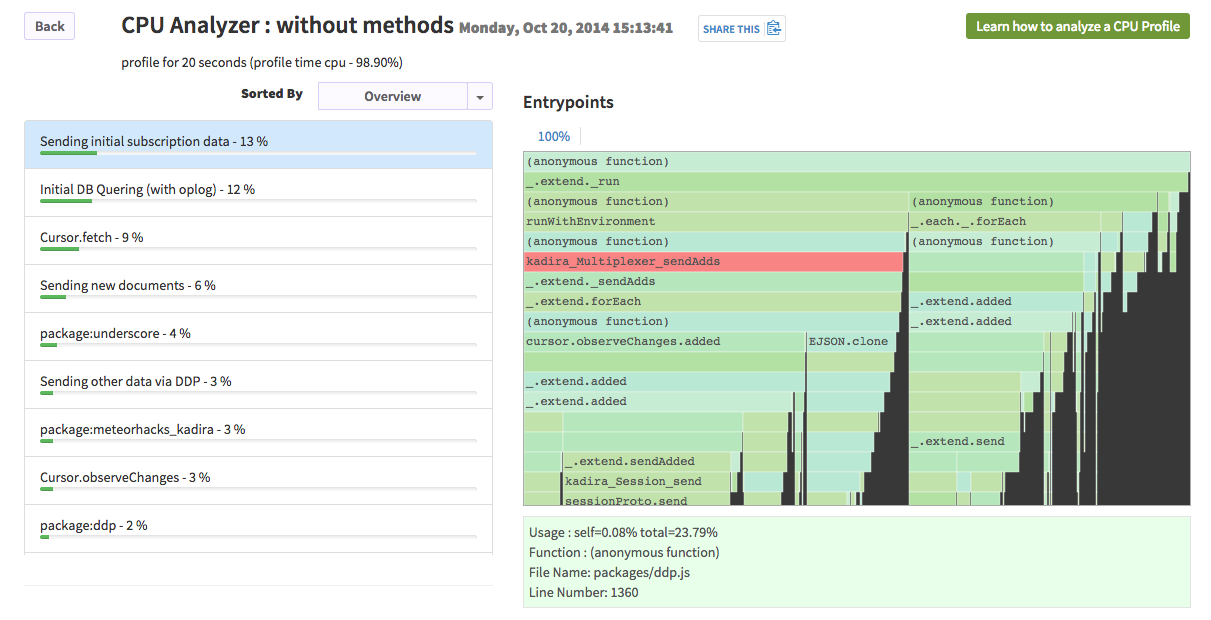 Back
CPU Analyzer : without methods Monday, Oct 20, 2014 15:13:41
SHARE THIS
Learn how to analyze a CPU Profile
profile for 20 seconds (profile time cpu - 98.90%)
Sorted By
Overview
Sending initial subscription data - 13 %
Initial DB Quering (with oplog) - 12 %
Cursor.fetch - 9 %
Sending new documents - 6 %
package:underscore - 4 %
Sending other data via DDP - 3 %
package:meteorhacks_kadira - 3 %
Cursor.observeChanges - 3 %
package:ddp - 2 %
Entrypoints
100%
(anonymous function)
_.extend._run
(anonymous function) (anonymous function)
runWithEnvironment _.each._.forEach
(anonymous function) (anonymous function)
kadira_Multiplexer_sendAdds
_.extend._sendAdds
_.extend.forEach _.extend.added
(anonymous function) _.extend.added
cursor.observeChanges.added EJSON.clone
_.extend.added
_.extend.added
_.extend.send
_.extend.sendAdded
kadira_Session_send
sessionProto.send
Usage : self=0.08% total=23.79%
Function : (anonymous function)
File Name: packages/ddp.js
Line Number: 1360